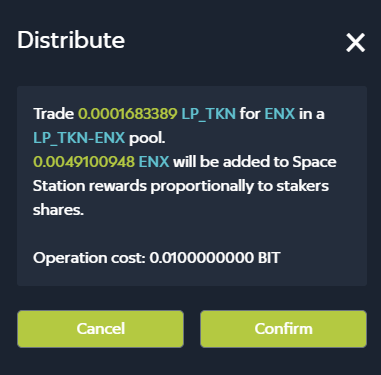 Distribute
Trade 0.0001683389 LP_TKN for ENX in a
LP_TKN-ENX pool.
0.0049100948 ENX will be added to Space
Station rewards proportionally to stakers
shares.
Operation cost: 0.0100000000 BIT
Cancel
Confirm